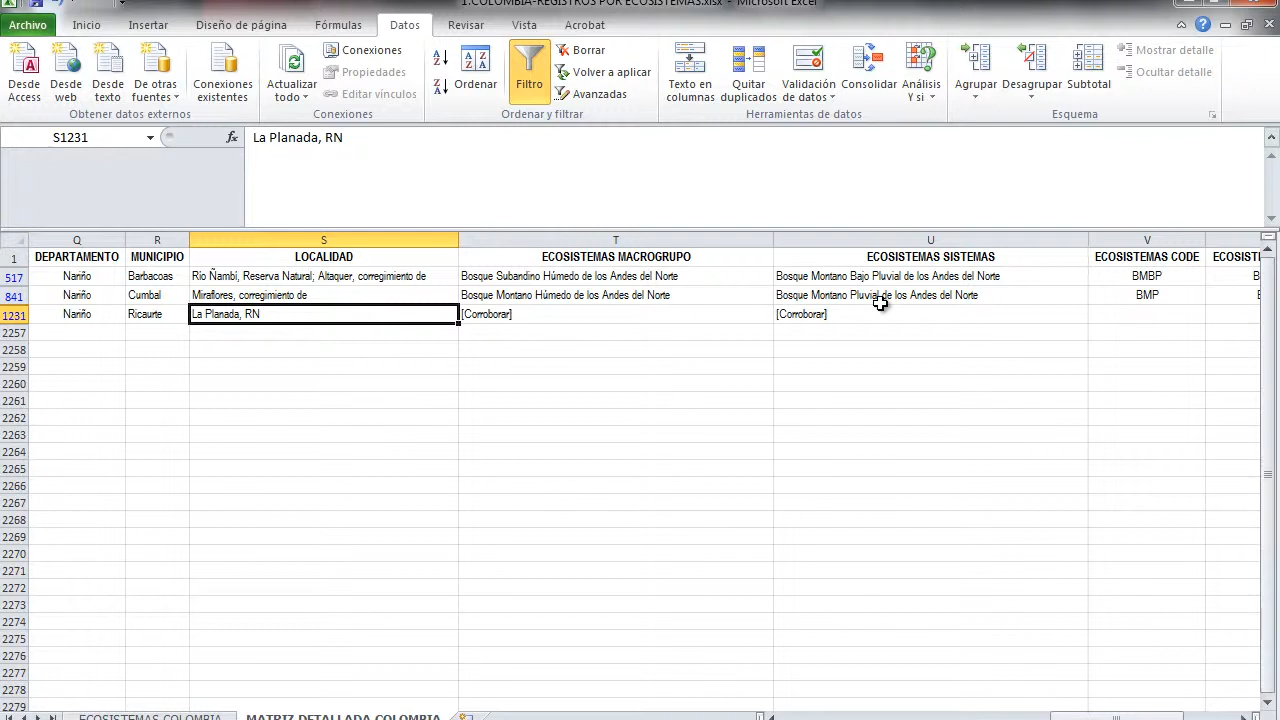 1.COLOMBIA-REGISTROS POR ECOSISTEMAS.xlsx - Microsoft Excel
Archivo Inicio Insertar Diseño de página Fórmulas Datos Revisar Vista Acrobat
Desde Access
Desde web
Desde texto
De otras fuentes
Conexiones existentes
Obtener datos externos
Actualizar todo
Conexiones
Propiedades
Editar vínculos
Conexiones
Ordenar
Filtro
Borrar
Volver a aplicar
Avanzadas
Ordenar y filtrar
Texto en columnas
Quitar duplicados
Validación de datos
Consolidar
Análisis Y si
Herramientas de datos
Agrupar
Desagrupar
Subtotal
Mostrar detalle
Ocultar detalle
Esquema
S1231 fx La Planada, RN
Q R S T U V
1 DEPARTAMENTO MUNICIPIO LOCALIDAD ECOSISTEMAS MACROGRUPO ECOSISTEMAS SISTEMAS ECOSISTEMAS CODE ECOSISTE
517 Nariño Barbacoas Río Ñambí, Reserva Natural; Altaquer, corregimiento de Bosque Subandino Húmedo de los Andes del Norte Bosque Montano Bajo Pluvial de los Andes del Norte BMBP B
841 Nariño Cumbal Miraflores, corregimiento de Bosque Montano Húmedo de los Andes del Norte Bosque Montano Pluvial de los Andes del Norte BMP
1231 Nariño Ricaurte La Planada, RN [Corroborar] [Corroborar]
2257
2258
2259
2260
2261
2262
2263
2264
2265
2266
2267
2268
2269
2270
2271
2272
2273
2274
2275
2276
2277
2278
2279
ECOSISTEMAS COLOMBIA MATRIZ DETALLADA COLOMBIA